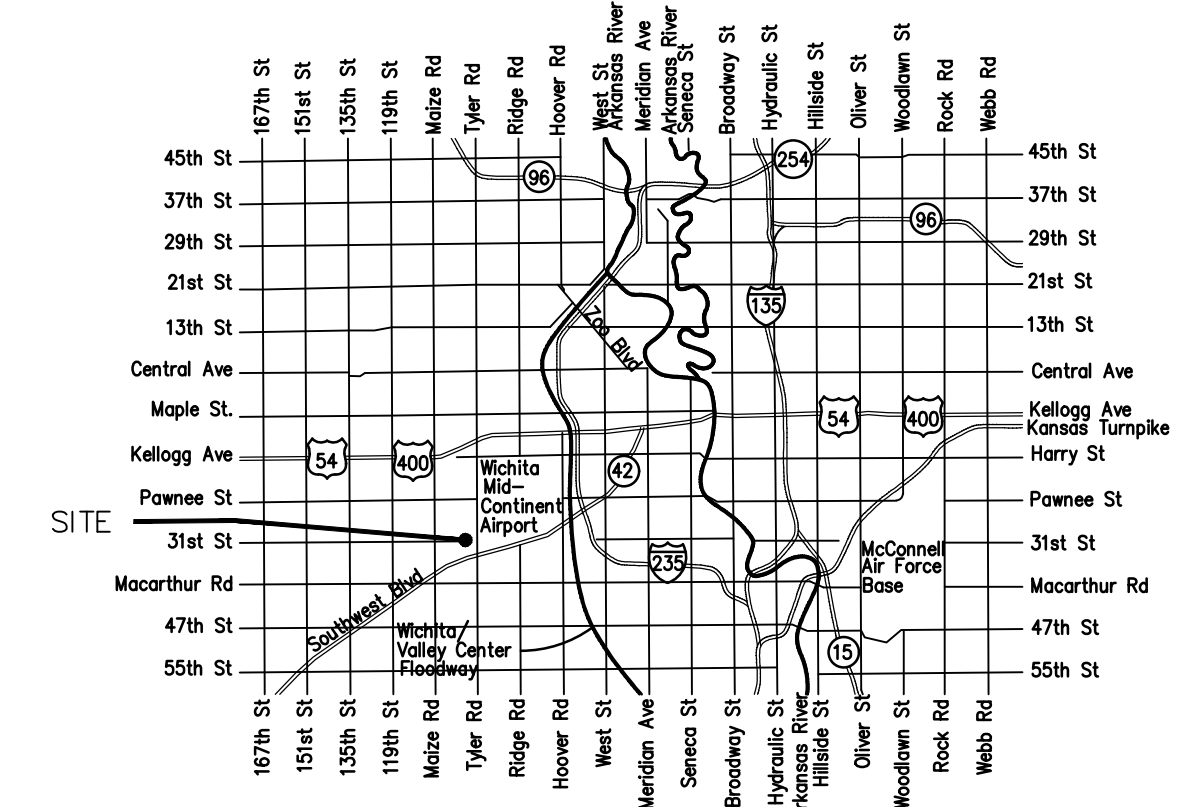 167th St
151st St
135th St
119th St
Maize Rd
Tyler Rd
Ridge Rd
Hoover Rd
West St
Arkansas River
Meridian Ave
Arkansas River
Seneca St
Broadway St
Hydraulic St
Hillside St
Oliver St
Woodlawn St
Rock Rd
Webb Rd
45th St
254
45th St
96
37th St
37th St
96
29th St
29th St
21st St
21st St
135
13th St
Zoo Blvd
13th St
Central Ave
Central Ave
Maple St.
54
400
Kellogg Ave
Kansas Turnpike
Kellogg Ave
54
400
42
Harry St
Wichita
Mid-
Continent
Airport
Pawnee St
Pawnee St
SITE
31st St
31st St
235
McConnell
Air Force
Base
Macarthur Rd
Macarthur Rd
Southwest Blvd
47th St
47th St
Wichita/
Valley Center
Floodway
15
55th St
55th St
167th St
151st St
135th St
119th St
Maize Rd
Tyler Rd
Ridge Rd
Hoover Rd
West St
Meridian Ave
Seneca St
Broadway St
Hydraulic St
rkansas River
Hillside St
Oliver St
Woodlawn St
Rock Rd
Webb Rd